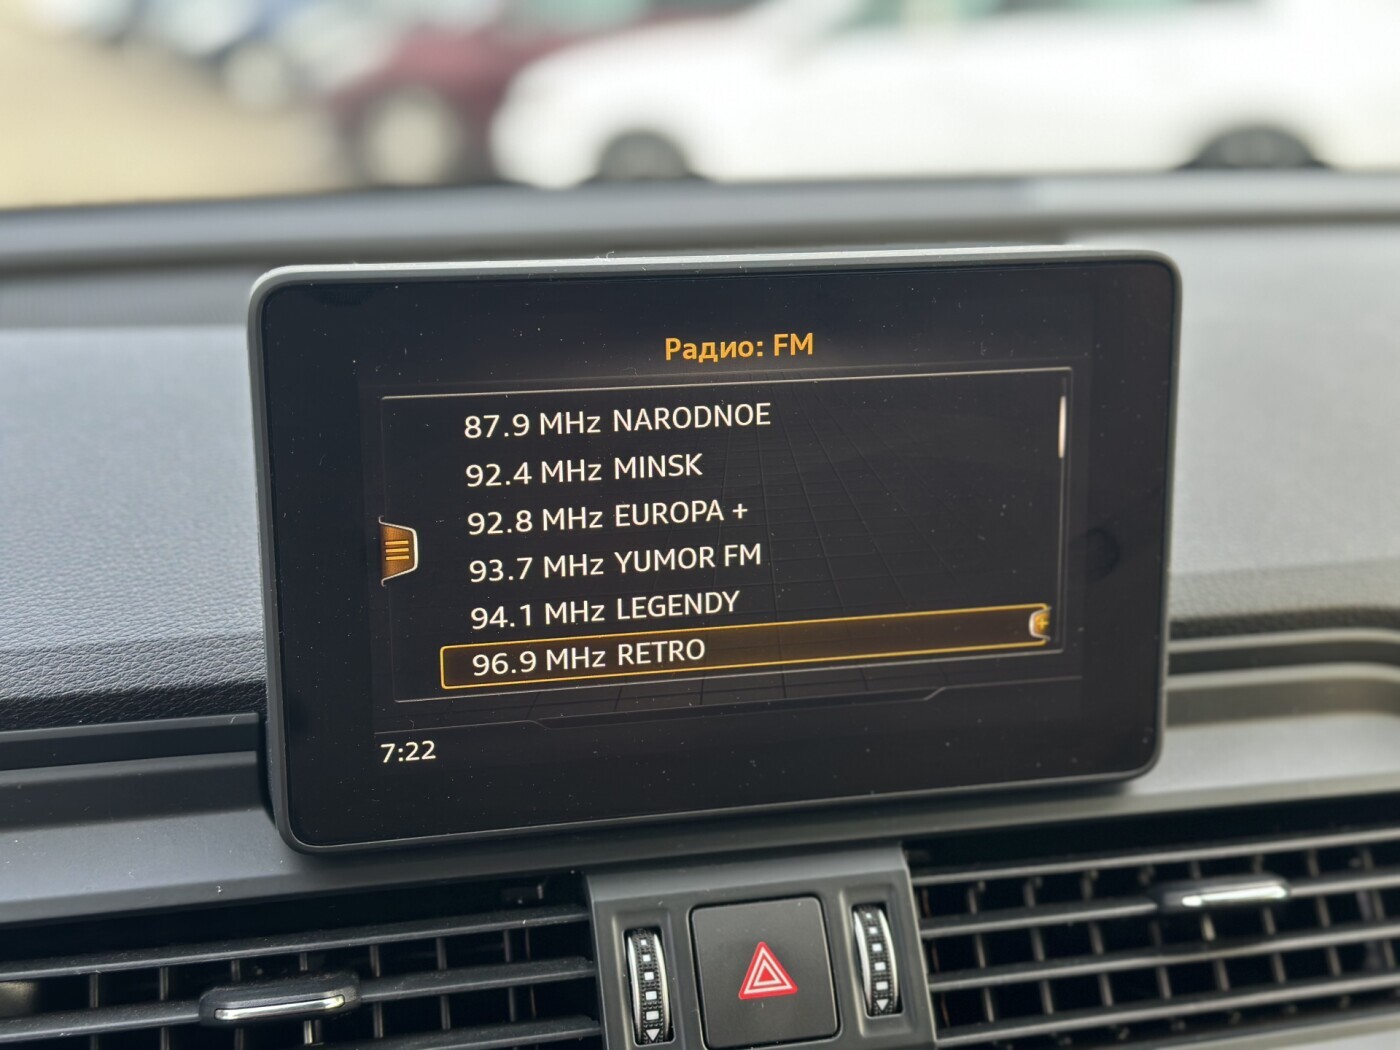 Радио: FM
87.9 MHz NARODNOE
92.4 MHz MINSK
92.8 MHz EUROPA +
93.7 MHz YUMOR FM
94.1 MHz LEGENDY
96.9 MHz RETRO
7:22